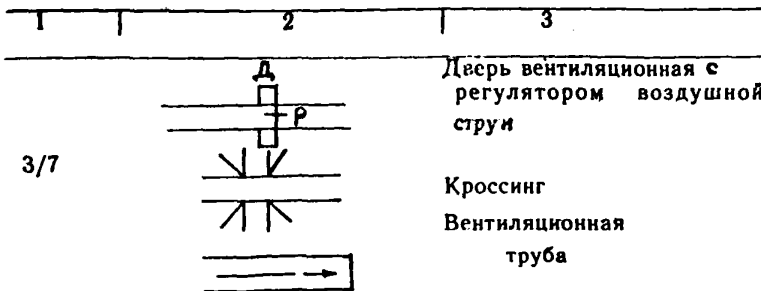 1 2 3
Д
Дверь вентиляционная с
регулятором воздушной
струи
Р
3/7
Кроссинг
Вентиляционная
труба